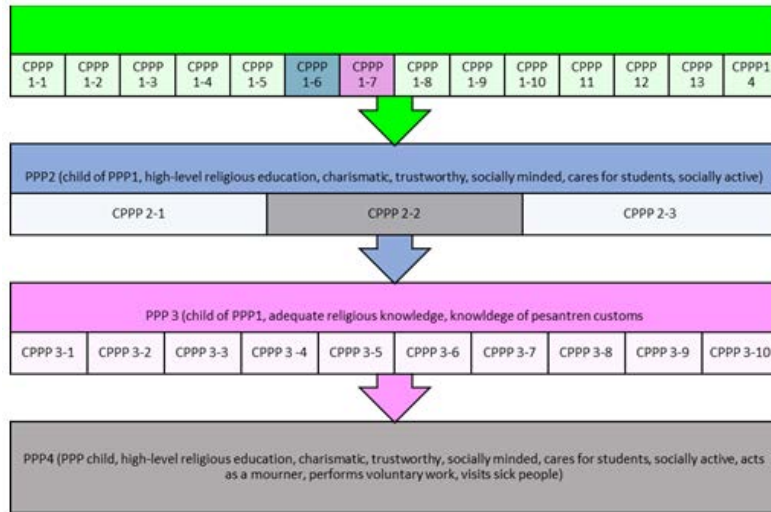 CPPP 1-1
CPPP 1-2
CPPP 1-3
CPPP 1-4
CPPP 1-5
CPPP 1-6
CPPP 1-7
CPPP 1-8
CPPP 1-9
CPPP 1-10
CPPP 11
CPPP 12
CPPP 13
CPPP1 4
PPP2 (child of PPP1, high-level religious education, charismatic, trustworthy, socially minded, cares for students, socially active)
CPPP 2-1
CPPP 2-2
CPPP 2-3
PPP 3 (child of PPP1, adequate religious knowledge, knowldege of pesantren customs
CPPP 3-1
CPPP 3-2
CPPP 3-3
CPPP 3 -4
CPPP 3-5
CPPP 3-6
CPPP 3-7
CPPP 3-8
CPPP 3-9
CPPP 3-10
PPP4 (PPP child, high-level religious education, charismatic, trustworthy, socially minded, cares for students, socially active, acts
as a mourner, performs voluntary work, visits sick people)